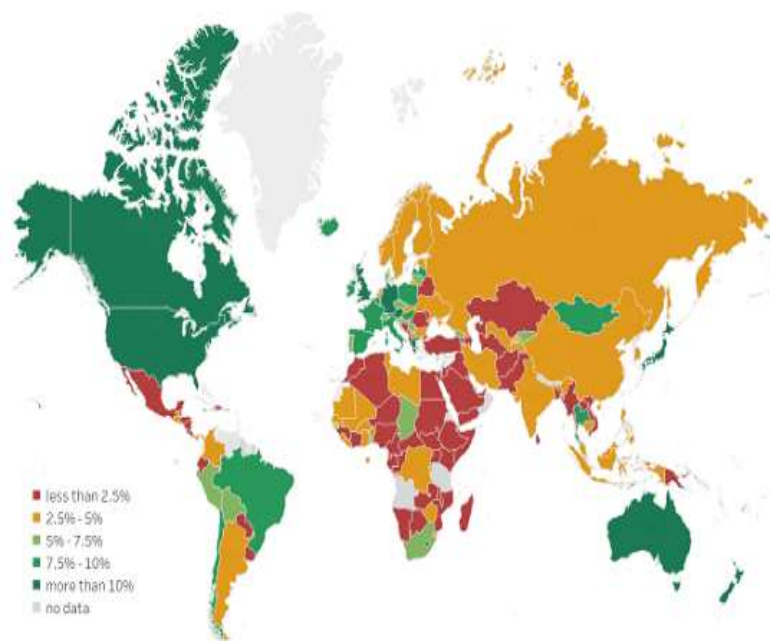 less than 2.5%
2.5% - 5%
5% - 7.5%
7.5% - 10%
more than 10%
no data